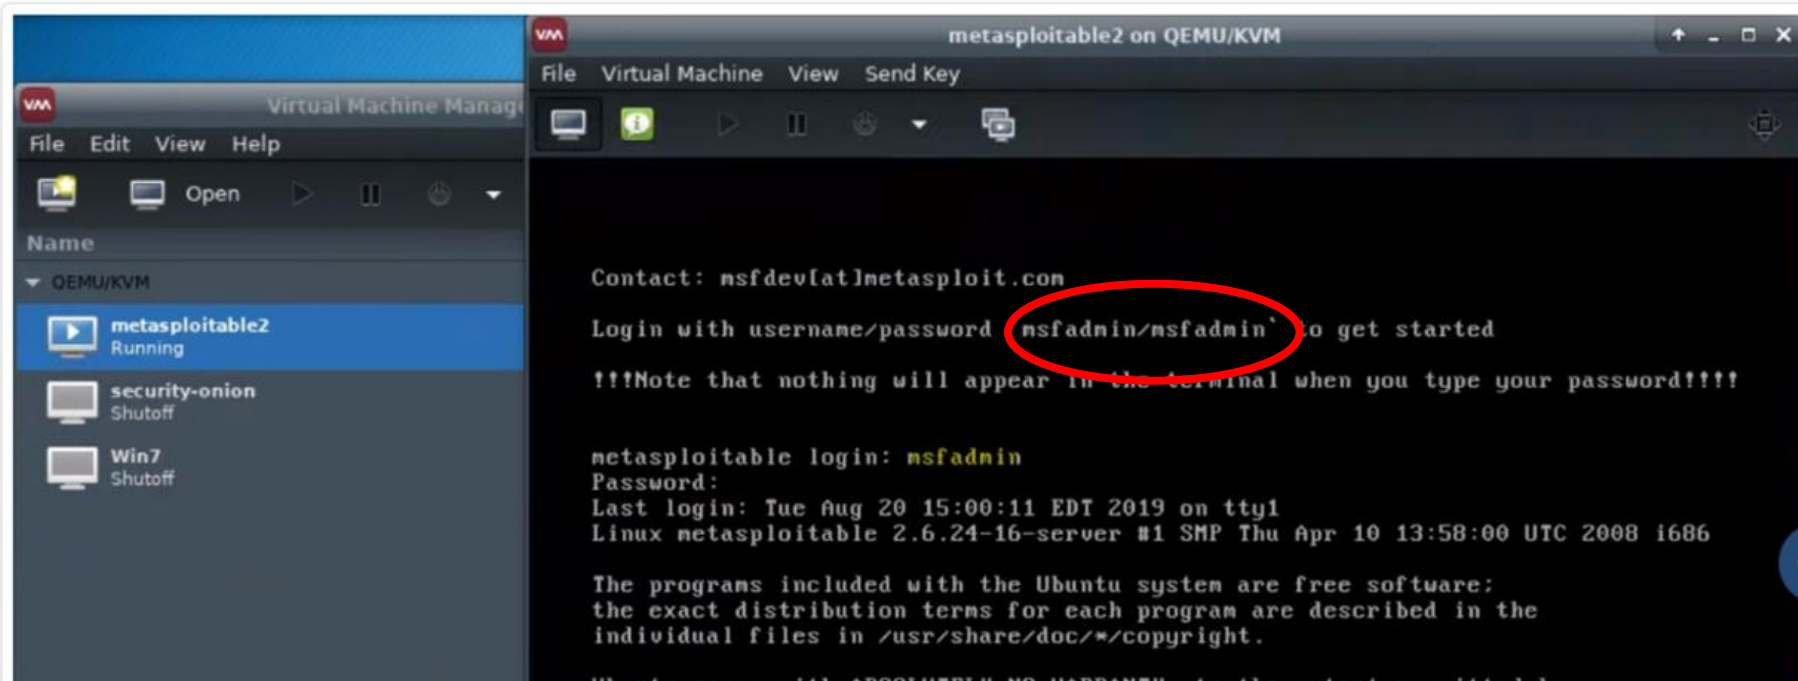 metasploitable2 on QEMU/KVM
File Virtual Machine View Send Key
Virtual Machine Manage
File Edit View Help
Open
Name
QEMU/KVM
metasploitable2
Running
security-onion
Shutoff
Win7
Shutoff
Contact: msfdev[at]metasploit.com
Login with username/password msfadmin/msfadmin` to get started
!!!Note that nothing will appear in the terminal when you type your password!!!!
metasploitable login: msfadmin
Password:
Last login: Tue Aug 20 15:00:11 EDT 2019 on tty1
Linux metasploitable 2.6.24-16-server #1 SMP Thu Apr 10 13:58:00 UTC 2008 i686
The programs included with the Ubuntu system are free software;
the exact distribution terms for each program are described in the
individual files in /usr/share/doc/*/copyright.